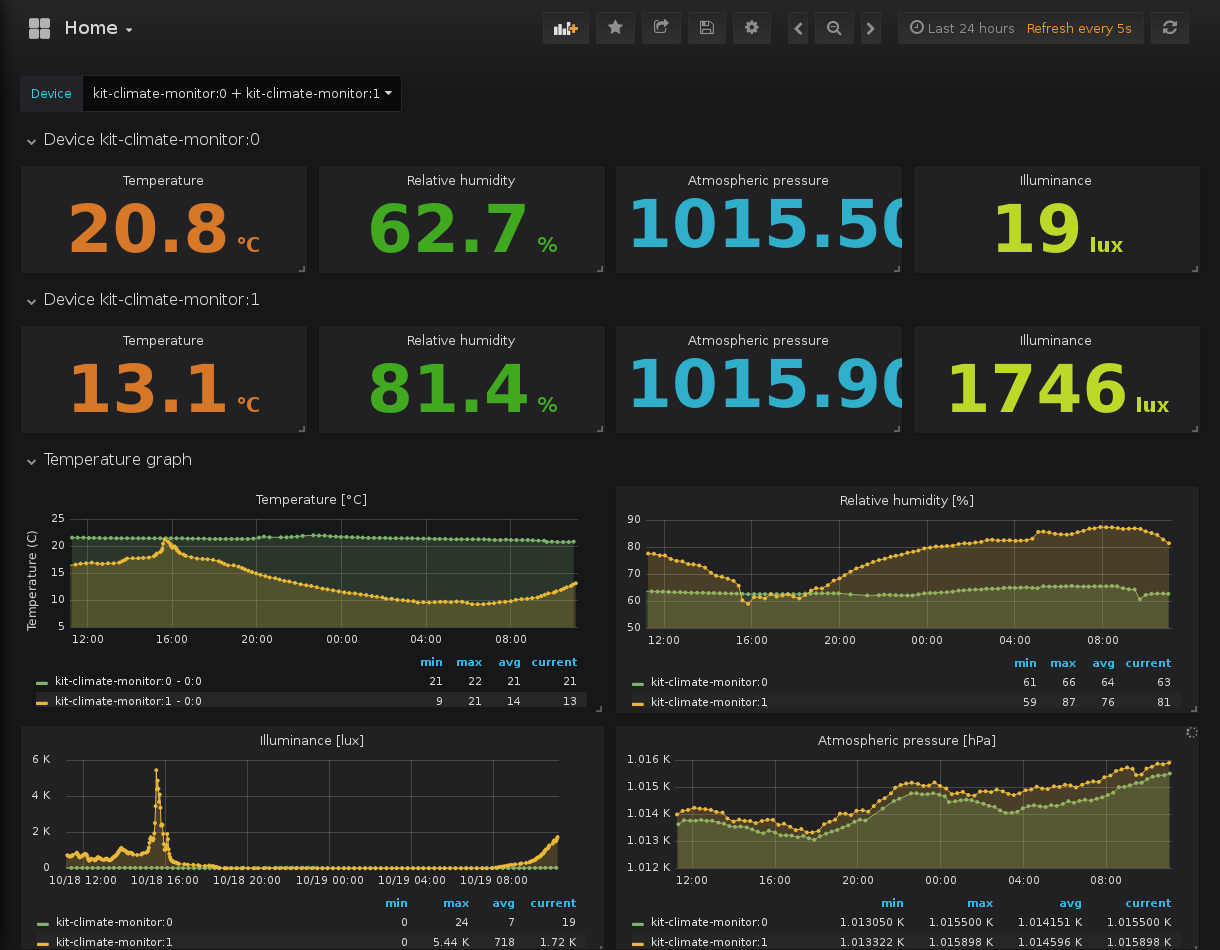 Home
Last 24 hours Refresh every 5s
Device kit-climate-monitor:0 + kit-climate-monitor:1
Device kit-climate-monitor:0
Temperature Relative humidity Atmospheric pressure Illuminance
20.8 °C 62.7 % 1015.50 19 lux
Device kit-climate-monitor:1
Temperature Relative humidity Atmospheric pressure Illuminance
13.1 °C 81.4 % 1015.90 1746 lux
Temperature graph
Temperature [°C]
Temperature (C)
25
20
15
10
5
12:00 16:00 20:00 00:00 04:00 08:00
min max avg current
kit-climate-monitor:0 - 0:0 21 22 21 21
kit-climate-monitor:1 - 0:0 9 21 14 13
Relative humidity [%]
90
80
70
60
50
12:00 16:00 20:00 00:00 04:00 08:00
min max avg current
kit-climate-monitor:0 61 66 64 63
kit-climate-monitor:1 59 87 76 81
Illuminance [lux]
6 K
4 K
2 K
0
10/18 12:00 10/18 16:00 10/18 20:00 10/19 00:00 10/19 04:00 10/19 08:00
min max avg current
kit-climate-monitor:0 0 24 7 19
kit-climate-monitor:1 0 5.44 K 718 1.72 K
Atmospheric pressure [hPa]
1.016 K
1.015 K
1.014 K
1.013 K
1.012 K
12:00 16:00 20:00 00:00 04:00 08:00
min max avg current
kit-climate-monitor:0 1.013050 K 1.015500 K 1.014151 K 1.015500 K
kit-climate-monitor:1 1.013322 K 1.015898 K 1.014596 K 1.015898 K